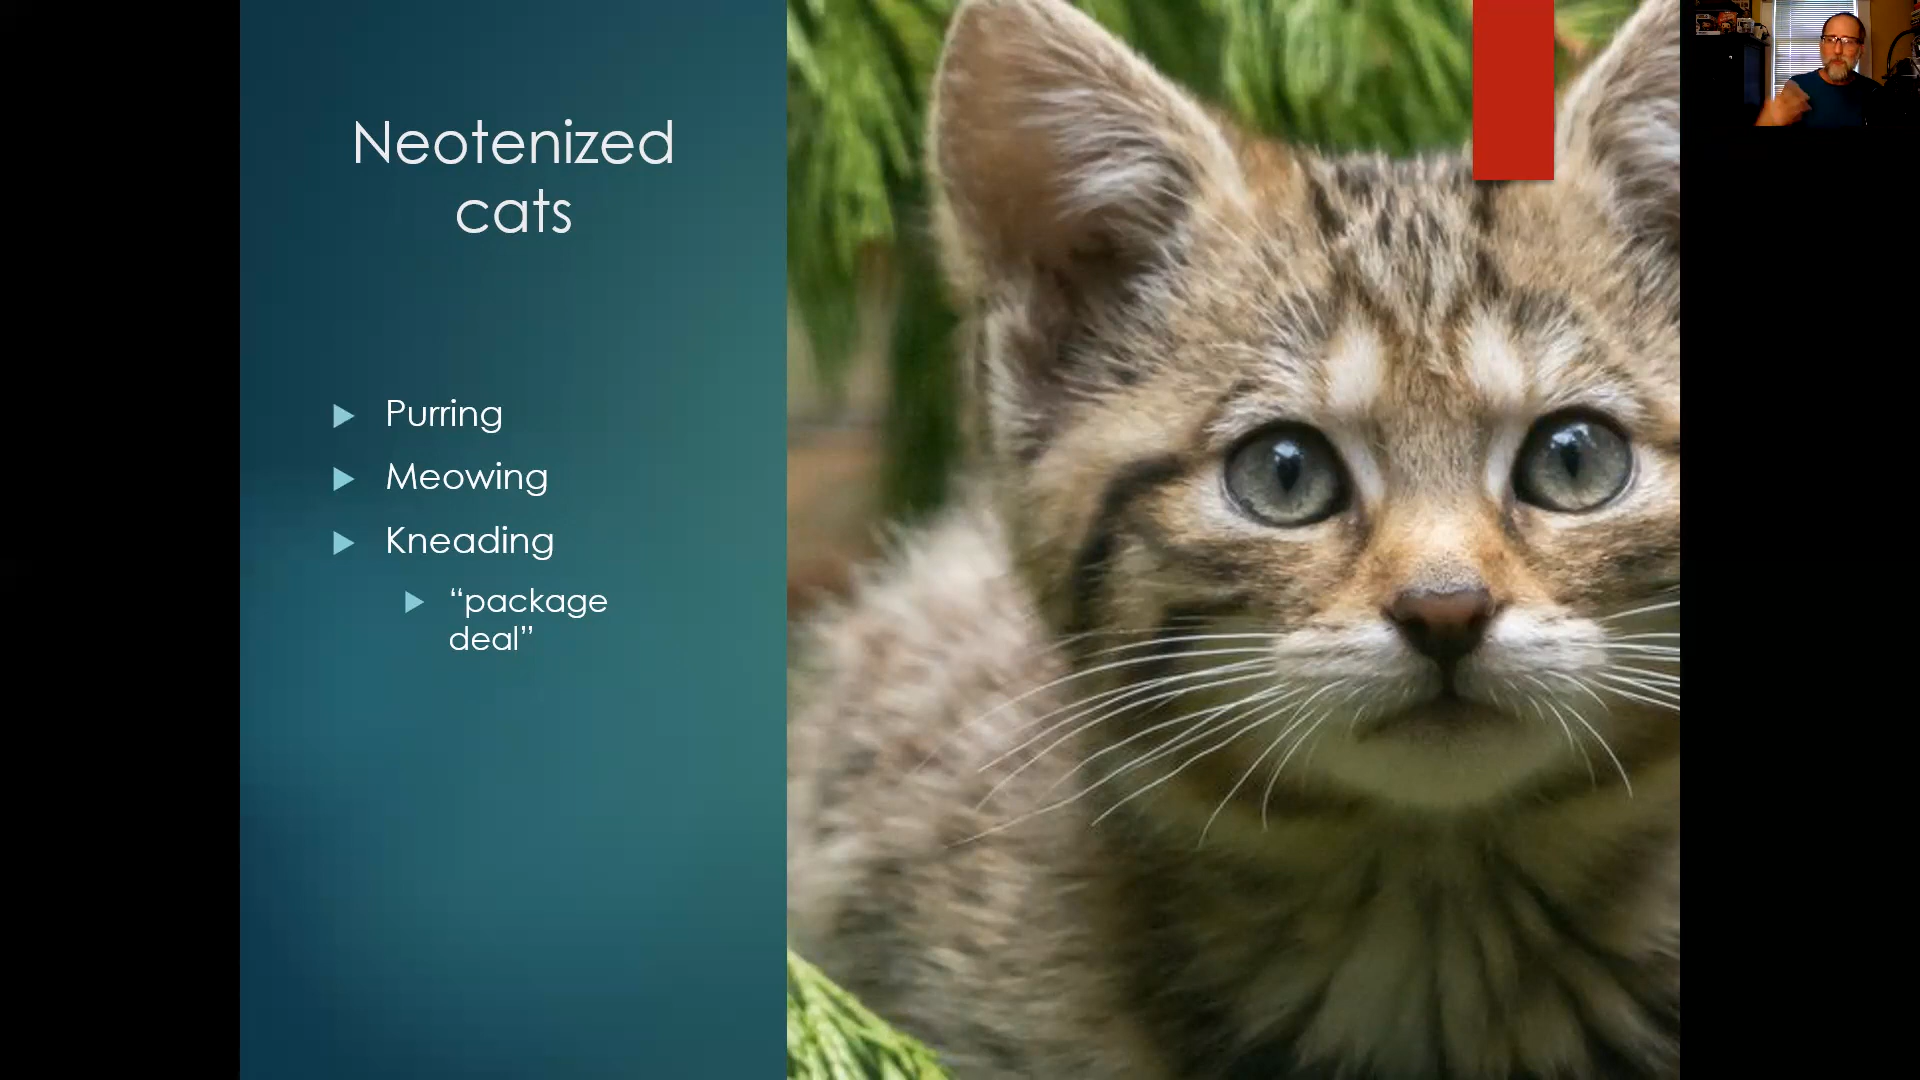 Neotenized
cats
Purring
Meowing
Kneading
“package
deal”